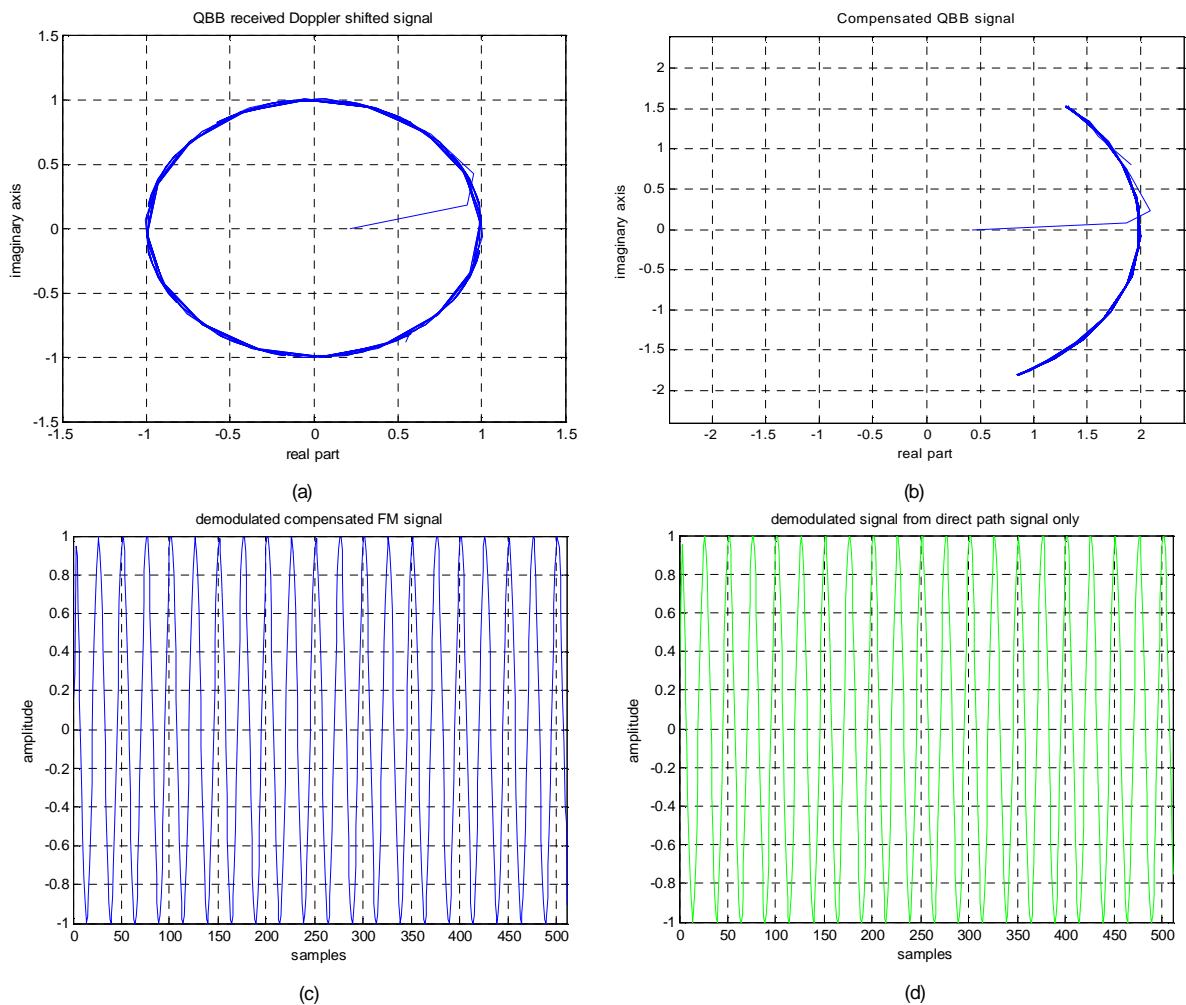 QBB received Doppler shifted signal
1.5
1
0.5
0
-0.5
-1
-1.5
imaginary axis
-1.5 -1 -0.5 0 0.5 1 1.5
real part
(a)
Compensated QBB signal
2
1.5
1
0.5
0
-0.5
-1
-1.5
-2
imaginary axis
-2 -1.5 -1 -0.5 0 0.5 1 1.5 2
real part
(b)
demodulated compensated FM signal
1
0.8
0.6
0.4
0.2
0
-0.2
-0.4
-0.6
-0.8
-1
amplitude
0 50 100 150 200 250 300 350 400 450 500
samples
(c)
demodulated signal from direct path signal only
1
0.8
0.6
0.4
0.2
0
-0.2
-0.4
-0.6
-0.8
-1
amplitude
0 50 100 150 200 250 300 350 400 450 500
samples
(d)